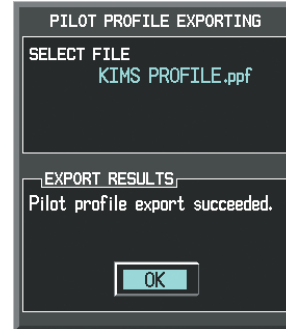 PILOT PROFILE EXPORTING
SELECT FILE
KIMS PROFILE.ppf
EXPORT RESULTS
Pilot profile export succeeded.
OK